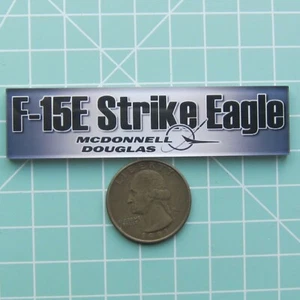 F-15E Strike Eagle
MCDONNELL
DOUGLAS